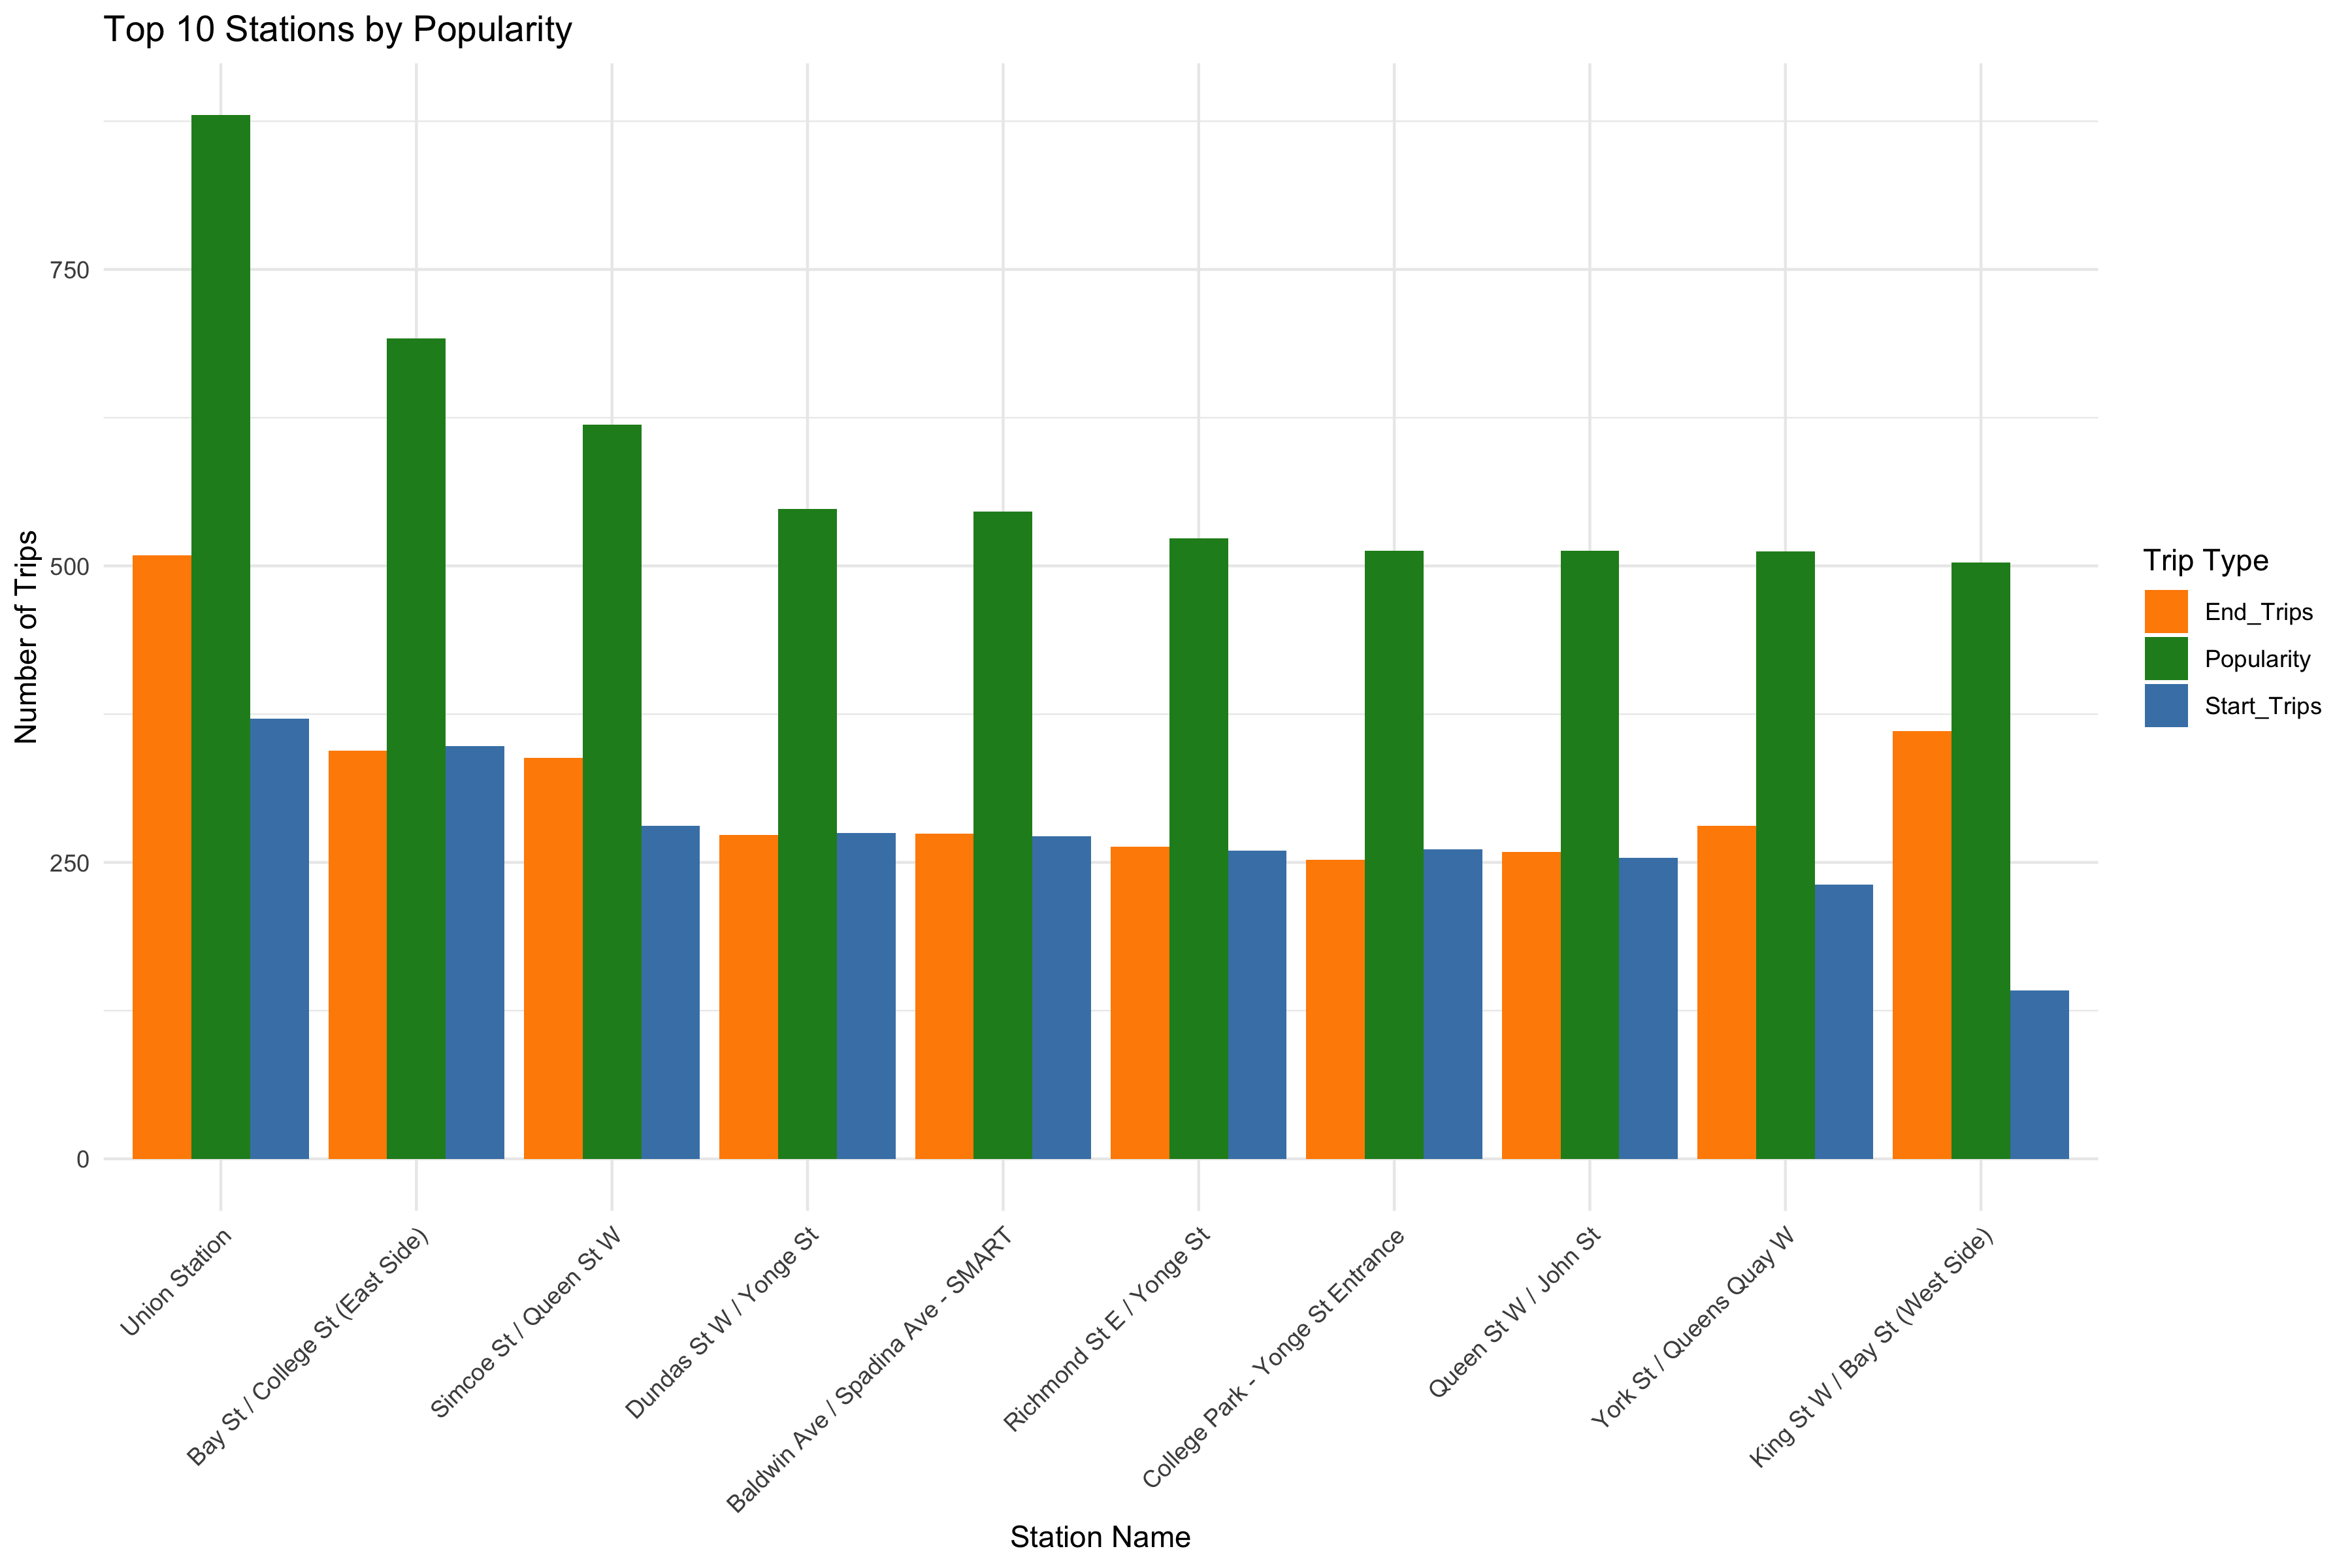 Top 10 Stations by Popularity
Number of Trips
750
500
250
0
Union Station
Bay St / College St (East Side)
Simcoe St / Queen St W
Dundas St W / Yonge St
Baldwin Ave / Spadina Ave - SMART
Richmond St E / Yonge St
College Park - Yonge St Entrance
Queen St W / John St
York St / Queens Quay W
King St W / Bay St (West Side)
Station Name
Trip Type
End_Trips
Popularity
Start_Trips